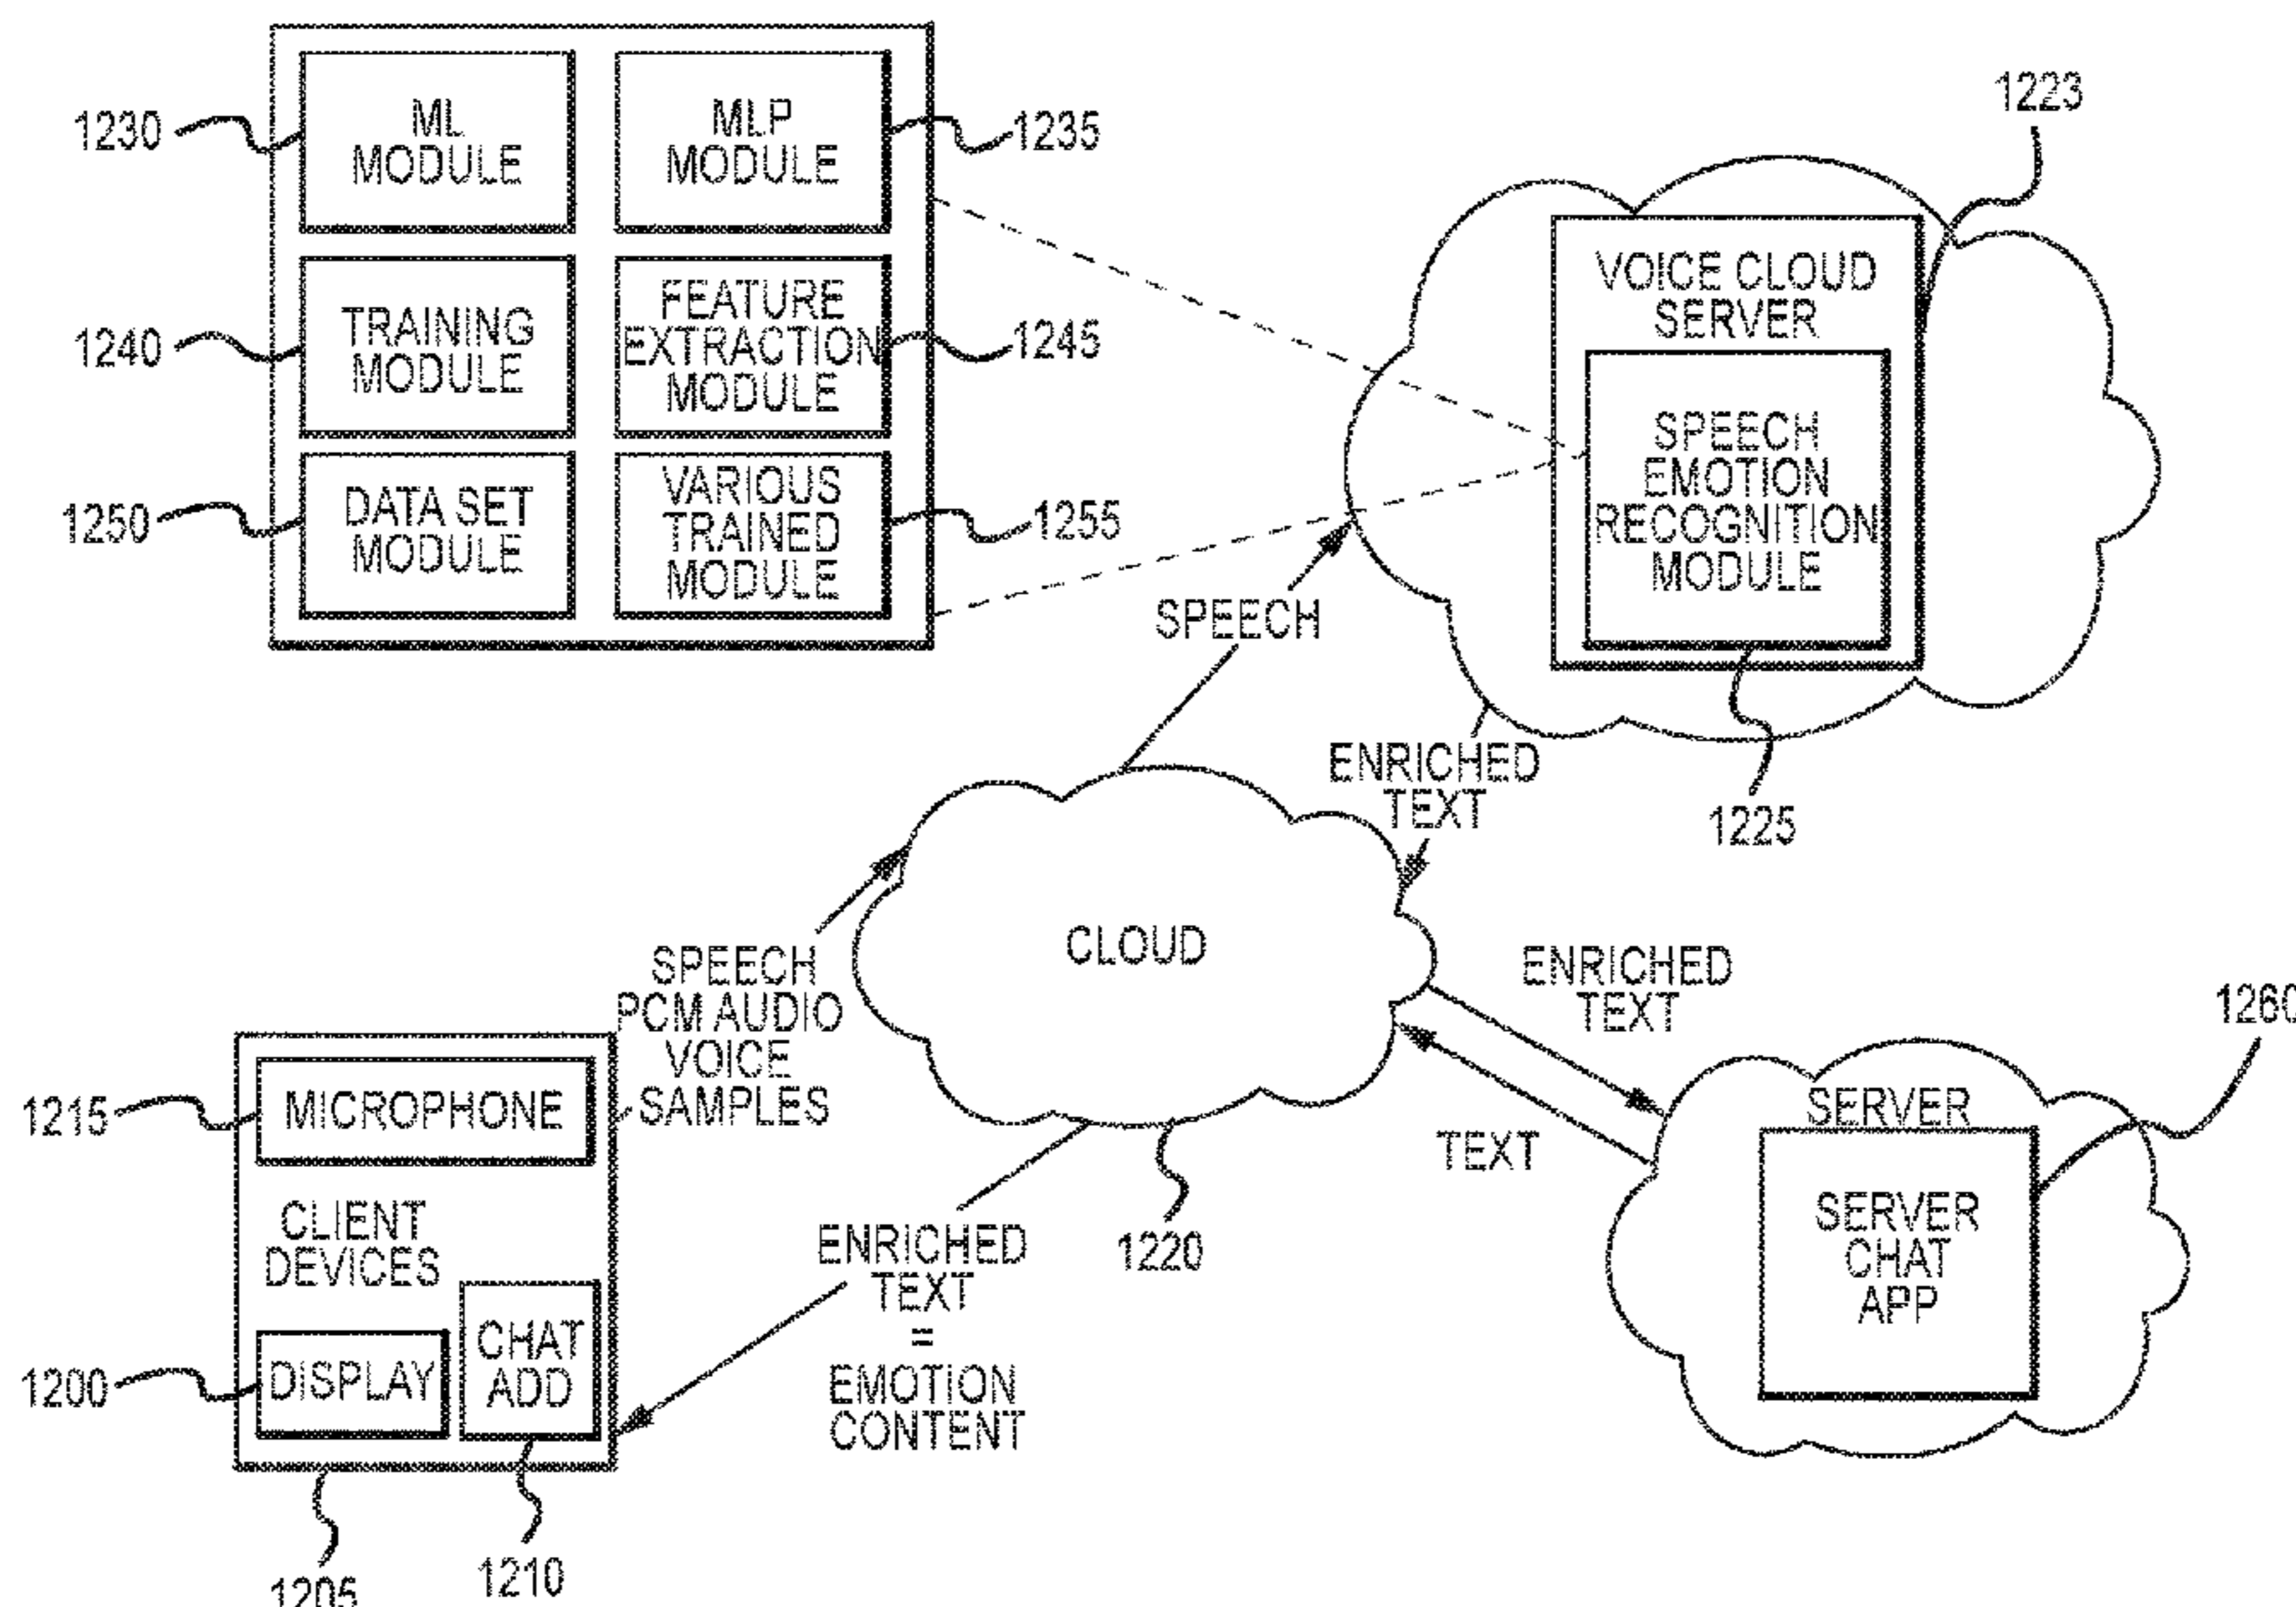 1230
ML
MODULE
MLP
MODULE
1235
1240
TRAINING
MODULE
FEATURE
EXTRACTION
MODULE
1245
1250
DATA SET
MODULE
VARIOUS
TRAINED
MODULE
1255
1223
VOICE CLOUD
SERVER
SPEECH
EMOTION
RECOGNITION
MODULE
1225
SPEECH
ENRICHED
TEXT
CLOUD
1220
SPEECH
PCM AUDIO
VOICE
SAMPLES
ENRICHED
TEXT
TEXT
1260
SERVER
SERVER
CHAT
APP
1215
MICROPHONE
CLIENT
DEVICES
1200
DISPLAY
CHAT
ADD
1205
1210
ENRICHED
TEXT
=
EMOTION
CONTENT